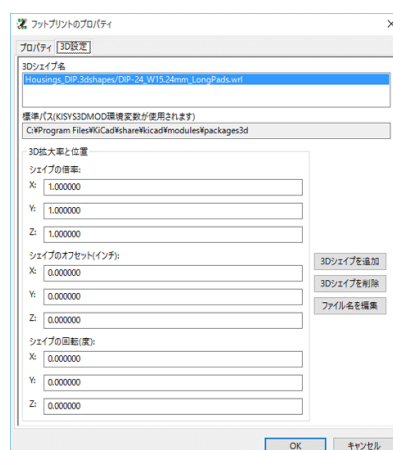 フットプリントのプロパティ
プロパティ 3D設定
3Dシェイプ名
Housings_DIP.3dshapes/DIP-24_W15.24mm_LongPads.wrl
標準パス(KISYS3DMOD環境変数が使用されます)
C:¥Program Files¥KiCad¥share¥kicad¥modules¥packages3d
3D拡大率と位置
シェイプの倍率:
X: 1.000000
Y: 1.000000
Z: 1.000000
シェイプのオフセット(インチ):
X: 0.000000
Y: 0.000000
Z: 0.000000
シェイプの回転(度):
X: 0.000000
Y: 0.000000
Z: 0.000000
3Dシェイプを追加
3Dシェイプを削除
ファイル名を編集
OK キャンセル